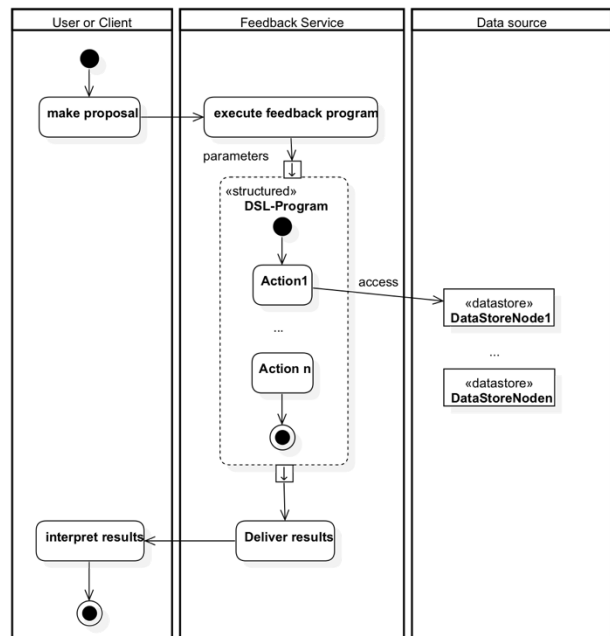 User or Client
Feedback Service
Data source
make proposal
execute feedback program
parameters
«structured»
DSL-Program
Action1
access
«datastore»
DataStoreNode1
...
...
Action n
«datastore»
DataStoreNoden
interpret results
Deliver results